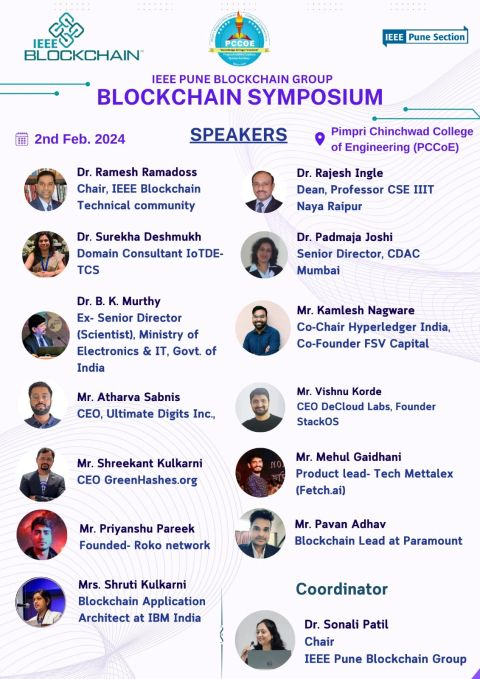 IEEE
BLOCKCHAIN™
PCCOE
IEEE Pune Section
IEEE PUNE BLOCKCHAIN GROUP
BLOCKCHAIN SYMPOSIUM
2nd Feb. 2024
SPEAKERS
Pimpri Chinchwad College
of Engineering (PCCoE)
Dr. Ramesh Ramadoss
Chair, IEEE Blockchain
Technical community
Dr. Rajesh Ingle
Dean, Professor CSE IIIT
Naya Raipur
Dr. Surekha Deshmukh
Domain Consultant IoTDE-
TCS
Dr. Padmaja Joshi
Senior Director, CDAC
Mumbai
Dr. B. K. Murthy
Ex- Senior Director
(Scientist), Ministry of
Electronics & IT, Govt. of
India
Mr. Kamlesh Nagware
Co-Chair Hyperledger India,
Co-Founder FSV Capital
Mr. Atharva Sabnis
CEO, Ultimate Digits Inc.,
Mr. Vishnu Korde
CEO DeCloud Labs, Founder
StackOS
Mr. Shreekant Kulkarni
CEO GreenHashes.org
Mr. Mehul Gaidhani
Product lead- Tech Mettalex
(Fetch.ai)
Mr. Priyanshu Pareek
Founded- Roko network
Mr. Pavan Adhav
Blockchain Lead at Paramount
Mrs. Shruti Kulkarni
Blockchain Application
Architect at IBM India
Coordinator
Dr. Sonali Patil
Chair
IEEE Pune Blockchain Group